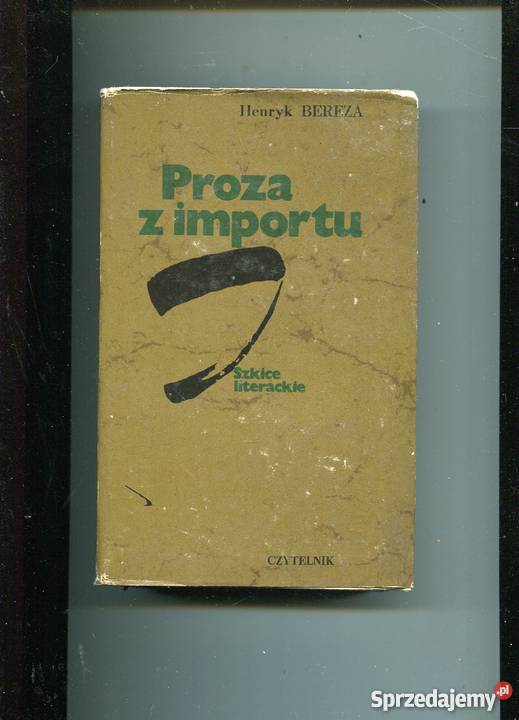 Henryk BEREZA
Proza
z importu
Szkice
literackie
CZYTELNIK
Sprzedajemy.pl